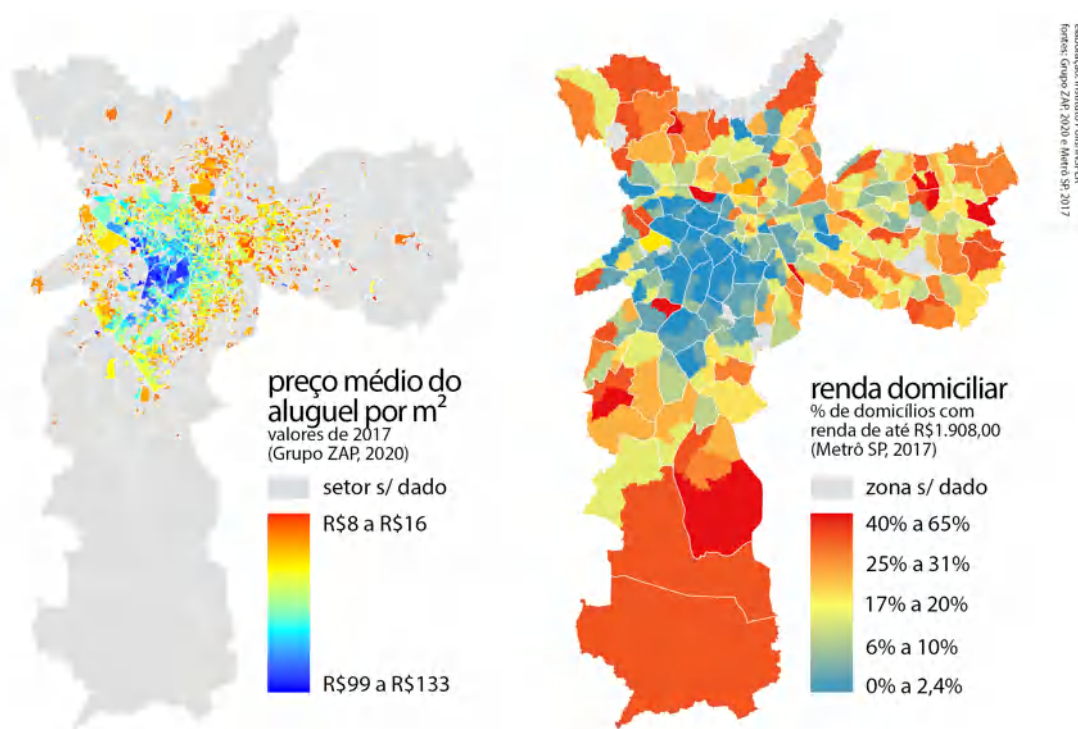 preço médio do
aluguel por m²
valores de 2017
(Grupo ZAP, 2020)
setor s/ dado
R$8 a R$16
R$99 a R$133
renda domiciliar
% de domicílios com
renda de até R$1.908,00
(Metrô SP, 2017)
zona s/ dado
40% a 65%
25% a 31%
17% a 20%
6% a 10%
0% a 2,4%
fontes: Grupo ZAP, 2020 e Metrô SP, 2017